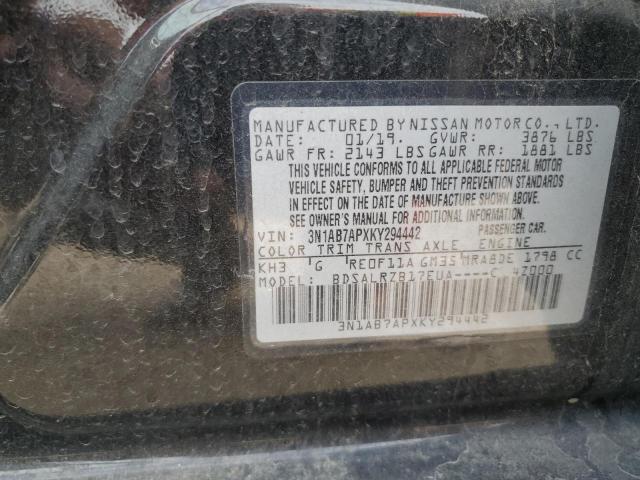 MANUFACTURED BY NISSAN MOTOR CO., LTD.
DATE: 01/19. GVWR: 3876 LBS
GAWR FR: 2143 LBS GAWR RR: 1881 LBS
THIS VEHICLE CONFORMS TO ALL APPLICABLE FEDERAL MOTOR
VEHICLE SAFETY, BUMPER AND THEFT PREVENTION STANDARDS
IN EFFECT ON THE DATE OF MANUFACTURE SHOWN ABOVE.
SEE OWNER'S MANUAL FOR ADDITIONAL INFORMATION.
VIN: 3N1AB7APXKY294442 PASSENGER CAR.
COLOR TRIM TRANS AXLE ENGINE
KH3 G RE0F11A GM35 MRA8DE 1798 CC
MODEL: BDSALRZB17EUA----C 4Z000
3N1AB7APXKY294442